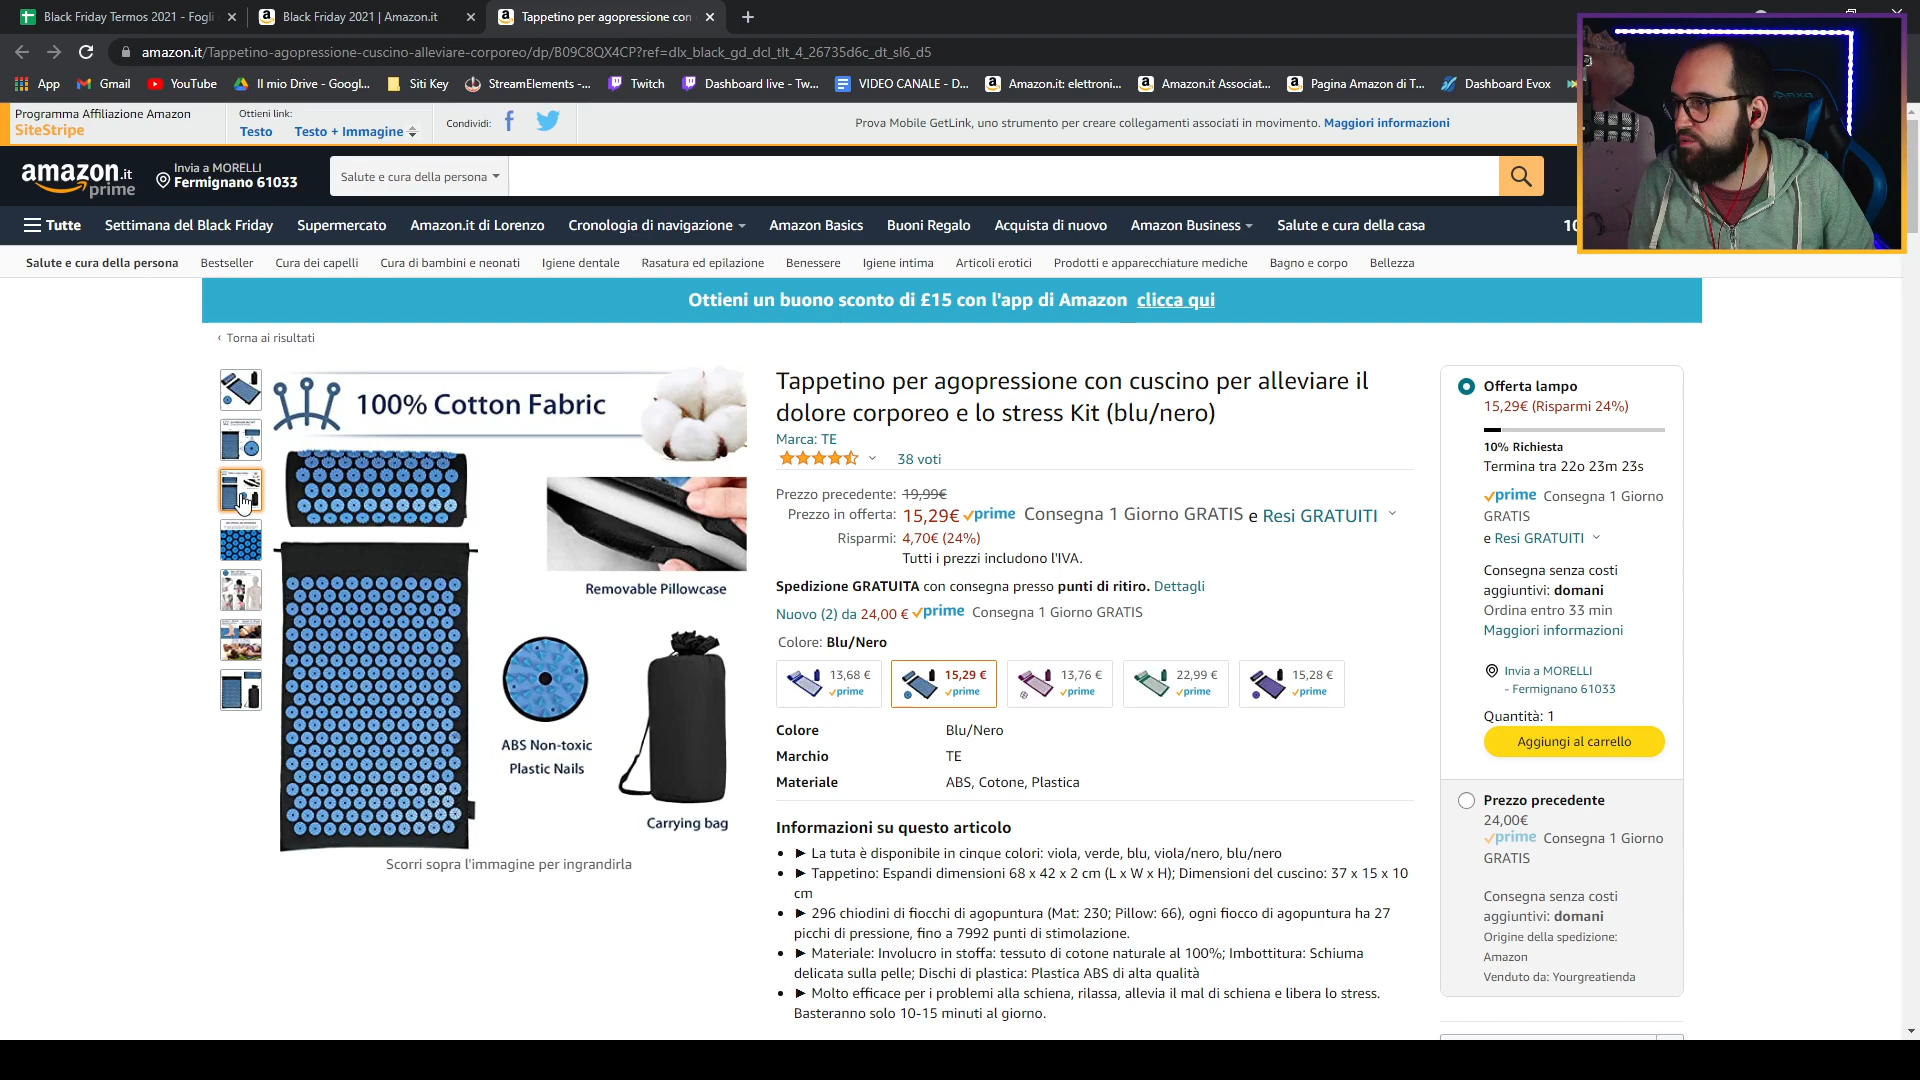 Black Friday Termos 2021 - Fogli
Black Friday 2021 | Amazon.it
Tappetino per agopressione con
amazon.it/Tappetino-agopressione-cuscino-alleviare-corporeo/dp/B09C8QX4CP?ref=dlx_black_gd_dcl_tlt_4_26735d6c_dt_sl6_d5
App
Gmail
YouTube
Il mio Drive - Googl...
Siti Key
StreamElements -...
Twitch
Dashboard live - Tw...
VIDEO CANALE - D...
Amazon.it: elettroni...
Amazon.it Associat...
Pagina Amazon di T...
Dashboard Evox
Programma Affiliazione Amazon
SiteStripe
Ottieni link:
Testo
Testo + Immagine
Condividi:
Prova Mobile GetLink, uno strumento per creare collegamenti associati in movimento. Maggiori informazioni
amazon.it
prime
Invia a MORELLI
Fermignano 61033
Salute e cura della persona
Tutte
Settimana del Black Friday
Supermercato
Amazon.it di Lorenzo
Cronologia di navigazione
Amazon Basics
Buoni Regalo
Acquista di nuovo
Amazon Business
Salute e cura della casa
10
Salute e cura della persona
Bestseller
Cura dei capelli
Cura di bambini e neonati
Igiene dentale
Rasatura ed epilazione
Benessere
Igiene intima
Articoli erotici
Prodotti e apparecchiature mediche
Bagno e corpo
Bellezza
Ottieni un buono sconto di £15 con l'app di Amazon clicca qui
‹ Torna ai risultati
100% Cotton Fabric
Removable Pillowcase
ABS Non-toxic
Plastic Nails
Carrying bag
Scorri sopra l'immagine per ingrandirla
Tappetino per agopressione con cuscino per alleviare il
dolore corporeo e lo stress Kit (blu/nero)
Marca: TE
38 voti
Prezzo precedente: 19,99€
Prezzo in offerta: 15,29€ prime Consegna 1 Giorno GRATIS e Resi GRATUITI
Risparmi: 4,70€ (24%)
Tutti i prezzi includono l'IVA.
Spedizione GRATUITA con consegna presso punti di ritiro. Dettagli
Nuovo (2) da 24,00 € prime Consegna 1 Giorno GRATIS
Colore: Blu/Nero
13,68 €
prime
15,29 €
prime
13,76 €
prime
22,99 €
prime
15,28 €
prime
Colore Blu/Nero
Marchio TE
Materiale ABS, Cotone, Plastica
Informazioni su questo articolo
• ► La tuta è disponibile in cinque colori: viola, verde, blu, viola/nero, blu/nero
• ► Tappetino: Espandi dimensioni 68 x 42 x 2 cm (L x W x H); Dimensioni del cuscino: 37 x 15 x 10
cm
• ► 296 chiodini di fiocchi di agopuntura (Mat: 230; Pillow: 66), ogni fiocco di agopuntura ha 27
picchi di pressione, fino a 7992 punti di stimolazione.
• ► Materiale: Involucro in stoffa: tessuto di cotone naturale al 100%; Imbottitura: Schiuma
delicata sulla pelle; Dischi di plastica: Plastica ABS di alta qualità
• ► Molto efficace per i problemi alla schiena, rilassa, allevia il mal di schiena e libera lo stress.
Basteranno solo 10-15 minuti al giorno.
Offerta lampo
15,29€ (Risparmi 24%)
10% Richiesta
Termina tra 22o 23m 23s
prime Consegna 1 Giorno
GRATIS
e Resi GRATUITI
Consegna senza costi
aggiuntivi: domani
Ordina entro 33 min
Maggiori informazioni
Invia a MORELLI
- Fermignano 61033
Quantità: 1
Aggiungi al carrello
Prezzo precedente
24,00€
prime Consegna 1 Giorno
GRATIS
Consegna senza costi
aggiuntivi: domani
Origine della spedizione:
Amazon
Venduto da: Yourgreatienda